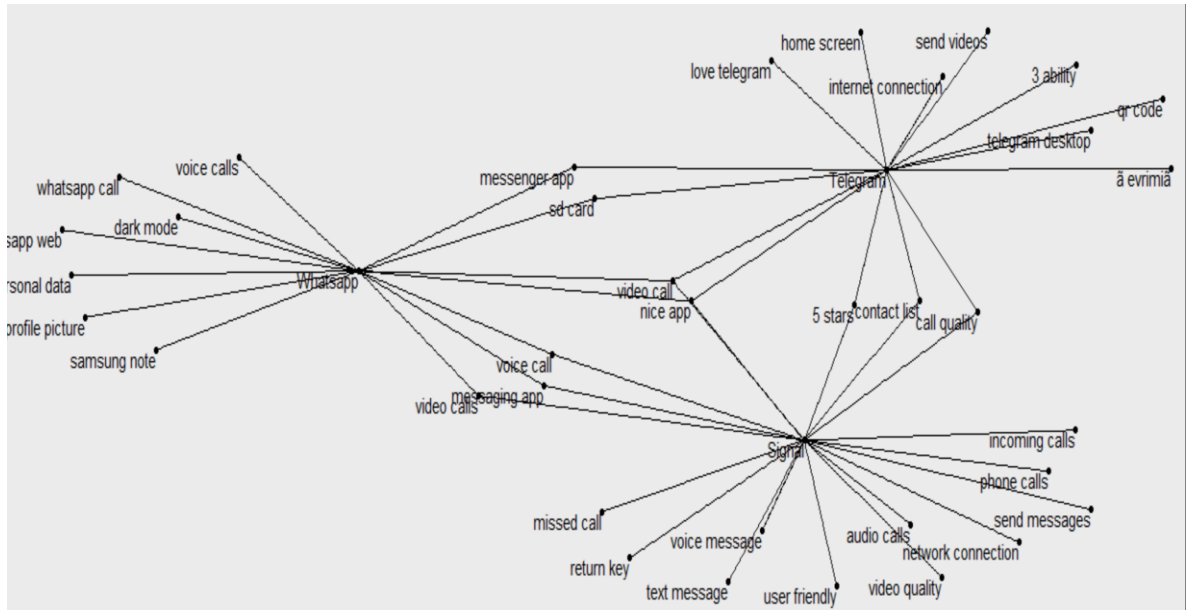 home screen
send videos
love telegram
internet connection
3 ability
qr code
telegram desktop
voice calls
messenger app
Telegram
ã evrimiã
whatsapp call
sd card
dark mode
sapp web
Whatsapp
rsonal data
video call
nice app
5 stars
contact list
call quality
profile picture
samsung note
voice call
messaging app
video calls
Signal
incoming calls
phone calls
missed call
send messages
voice message
audio calls
network connection
return key
text message
user friendly
video quality